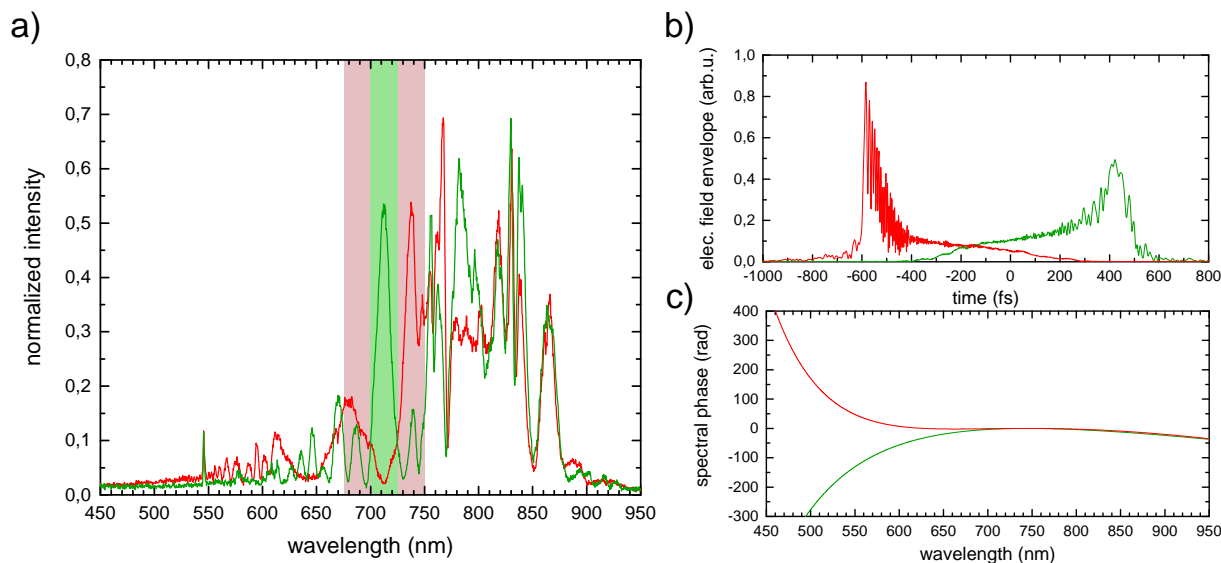 a)
normalized intensity
0,8
0,7
0,6
0,5
0,4
0,3
0,2
0,1
0,0
450 500 550 600 650 700 750 800 850 900 950
wavelength (nm)
b)
elec. field envelope (arb.u.)
1,0
0,8
0,6
0,4
0,2
0,0
-1000 -800 -600 -400 -200 0 200 400 600 800
time (fs)
c)
spectral phase (rad)
400
300
200
100
0
-100
-200
-300
450 500 550 600 650 700 750 800 850 900 950
wavelength (nm)